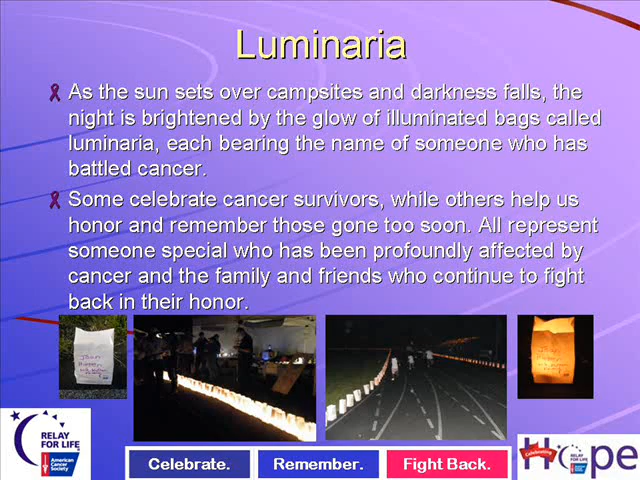 Luminaria
As the sun sets over campsites and darkness falls, the
night is brightened by the glow of illuminated bags called
luminaria, each bearing the name of someone who has
battled cancer.
Some celebrate cancer survivors, while others help us
honor and remember those gone too soon. All represent
someone special who has been profoundly affected by
cancer and the family and friends who continue to fight
back in their honor.
RELAY
FOR LIFE
American
Cancer
Society
Celebrate.
Remember.
Fight Back.
Celebrating
Hope
RELAY
FOR LIFE